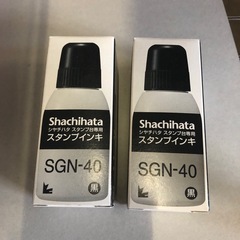 Shachihata
シヤチハタ スタンプ台専用
スタンプインキ
SGN-40
黒
Shachihata
シヤチハタ スタンプ台専用
スタンプインキ
SGN-40
黒